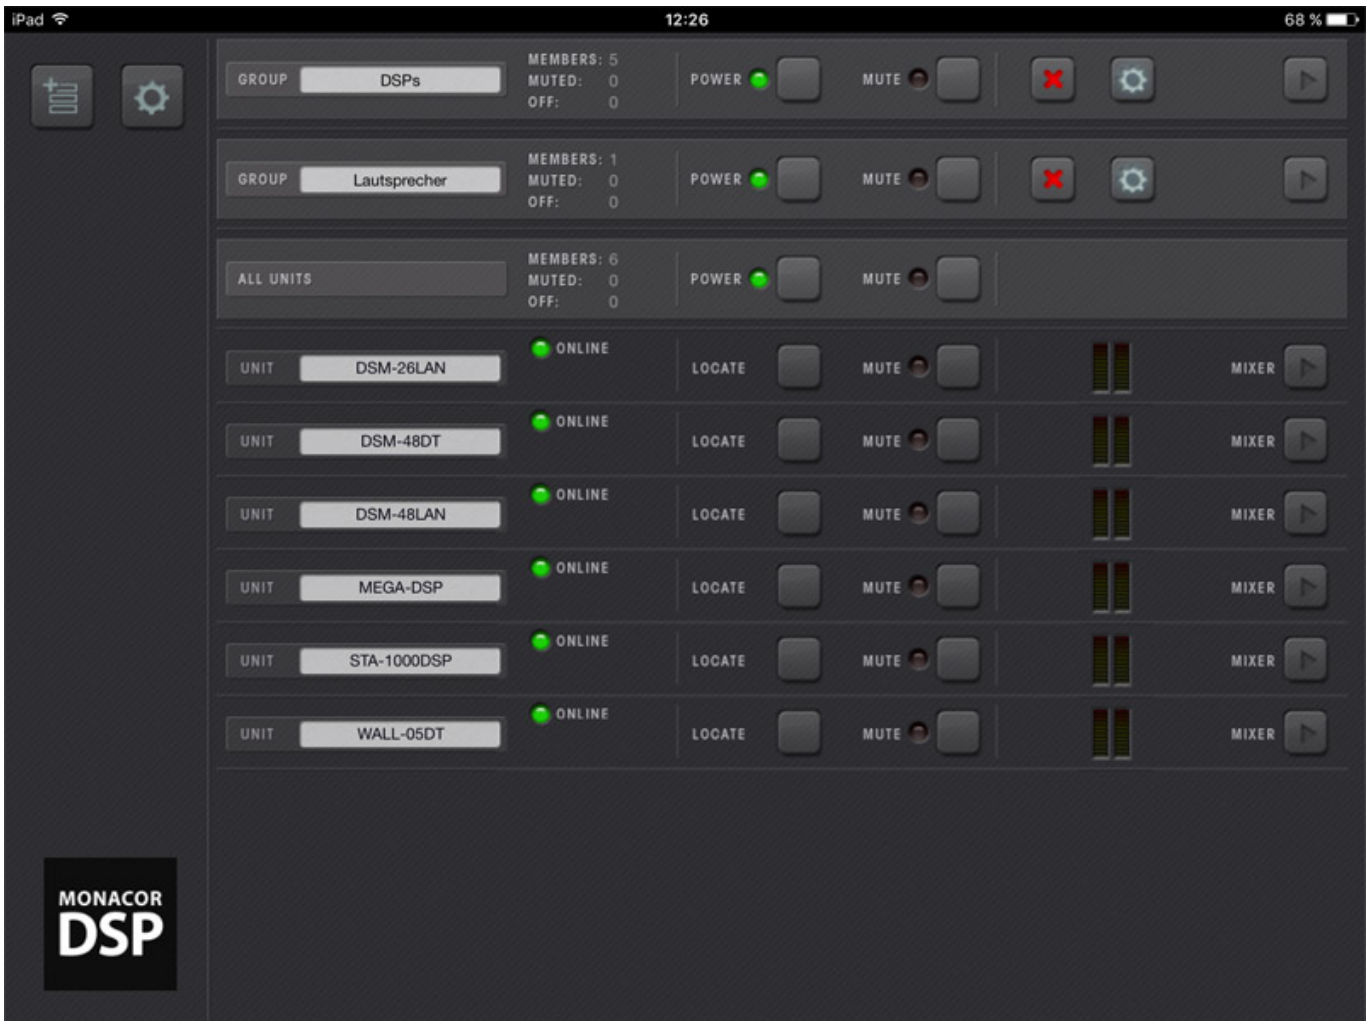 iPad 12:26 68 %
GROUP DSPs MEMBERS: 5 MUTED: 0 OFF: 0 POWER MUTE
GROUP Lautsprecher MEMBERS: 1 MUTED: 0 OFF: 0 POWER MUTE
ALL UNITS MEMBERS: 6 MUTED: 0 OFF: 0 POWER MUTE
UNIT DSM-26LAN ONLINE LOCATE MUTE MIXER
UNIT DSM-48DT ONLINE LOCATE MUTE MIXER
UNIT DSM-48LAN ONLINE LOCATE MUTE MIXER
UNIT MEGA-DSP ONLINE LOCATE MUTE MIXER
UNIT STA-1000DSP ONLINE LOCATE MUTE MIXER
UNIT WALL-05DT ONLINE LOCATE MUTE MIXER
MONACOR
DSP